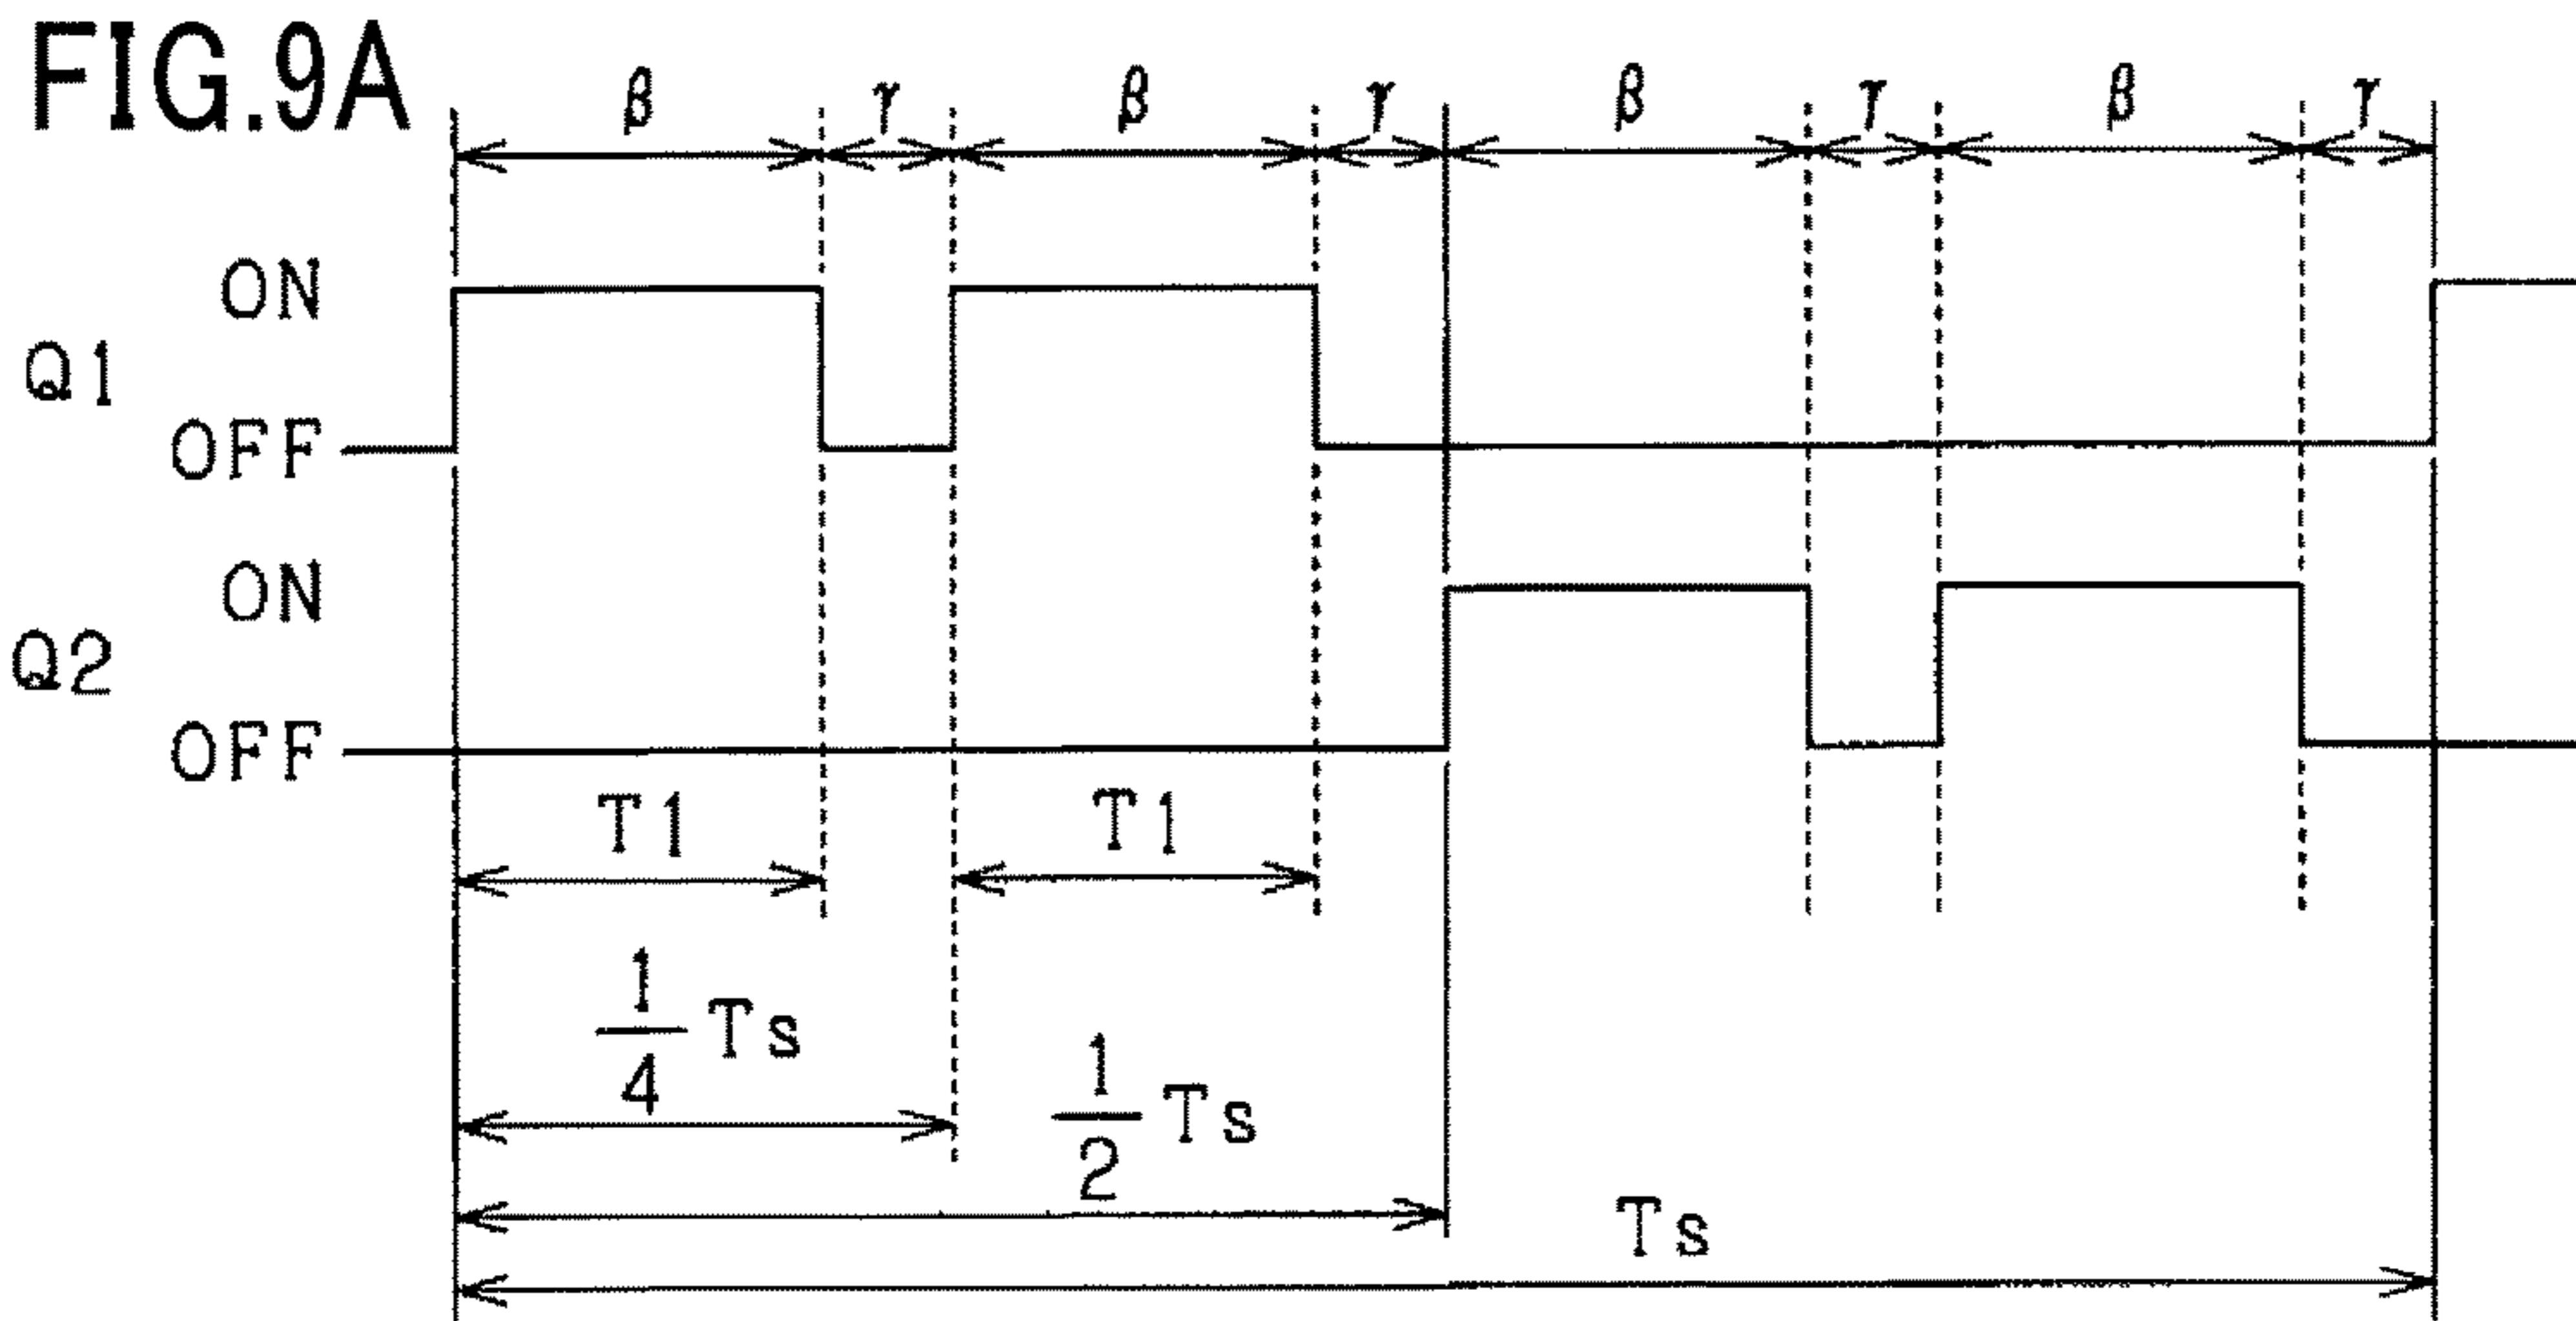 FIG.9A
β γ β γ β γ β γ
ON
Q1
OFF
ON
Q2
OFF
T1 T1
1/4 Ts
1/2 Ts
Ts